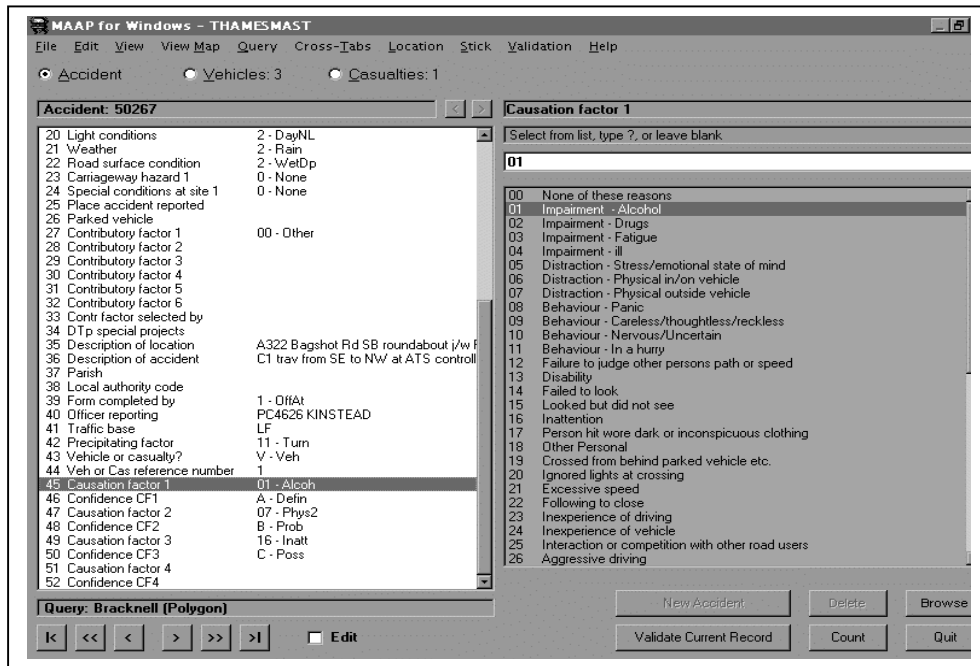 MAAP for Windows - THAMESMAST
File Edit View View Map Query Cross-Tabs Location Stick Validation Help
Accident Vehicles: 3 Casualties: 1
Accident: 50267 < >
20 Light conditions 2 - DayNL
21 Weather 2 - Rain
22 Road surface condition 2 - WetDp
23 Carriageway hazard 1 0 - None
24 Special conditions at site 1 0 - None
25 Place accident reported
26 Parked vehicle
27 Contributory factor 1 00 - Other
28 Contributory factor 2
29 Contributory factor 3
30 Contributory factor 4
31 Contributory factor 5
32 Contributory factor 6
33 Contr factor selected by
34 DTp special projects
35 Description of location A322 Bagshot Rd SB roundabout j/w
36 Description of accident C1 trav from SE to NW at ATS controll
37 Parish
38 Local authority code
39 Form completed by 1 - OffAt
40 Officer reporting PC4626 KINSTEAD
41 Traffic base LF
42 Precipitating factor 11 - Turn
43 Vehicle or casualty? V - Veh
44 Veh or Cas reference number 1
45 Causation factor 1 01 - Alcoh
46 Confidence CF1 A - Defin
47 Causation factor 2 07 - Phys2
48 Confidence CF2 B - Prob
49 Causation factor 3 16 - Inatt
50 Confidence CF3 C - Poss
51 Causation factor 4
52 Confidence CF4
Query: Bracknell (Polygon)
|< << < > >> >| Edit
Causation factor 1
Select from list, type ?, or leave blank
01
00 None of these reasons
01 Impairment - Alcohol
02 Impairment - Drugs
03 Impairment - Fatigue
04 Impairment - ill
05 Distraction - Stress/emotional state of mind
06 Distraction - Physical in/on vehicle
07 Distraction - Physical outside vehicle
08 Behaviour - Panic
09 Behaviour - Careless/thoughtless/reckless
10 Behaviour - Nervous/Uncertain
11 Behaviour - In a hurry
12 Failure to judge other persons path or speed
13 Disability
14 Failed to look
15 Looked but did not see
16 Inattention
17 Person hit wore dark or inconspicuous clothing
18 Other Personal
19 Crossed from behind parked vehicle etc.
20 Ignored lights at crossing
21 Excessive speed
22 Following to close
23 Inexperience of driving
24 Inexperience of vehicle
25 Interaction or competition with other road users
26 Aggressive driving
New Accident Delete Browse
Validate Current Record Count Quit